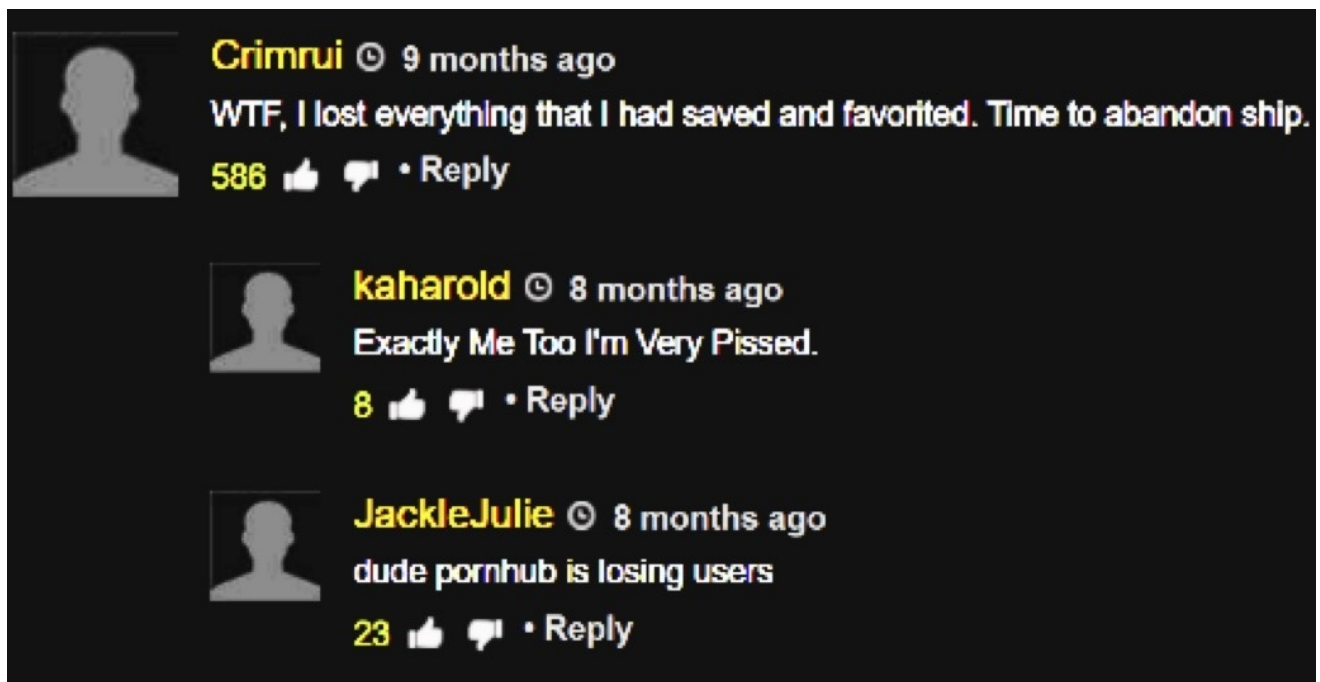 Crimrui 9 months ago
WTF, I lost everything that I had saved and favorited. Time to abandon ship.
586 • Reply
kaharold 8 months ago
Exactly Me Too I'm Very Pissed.
8 • Reply
JackleJulie 8 months ago
dude pornhub is losing users
23 • Reply